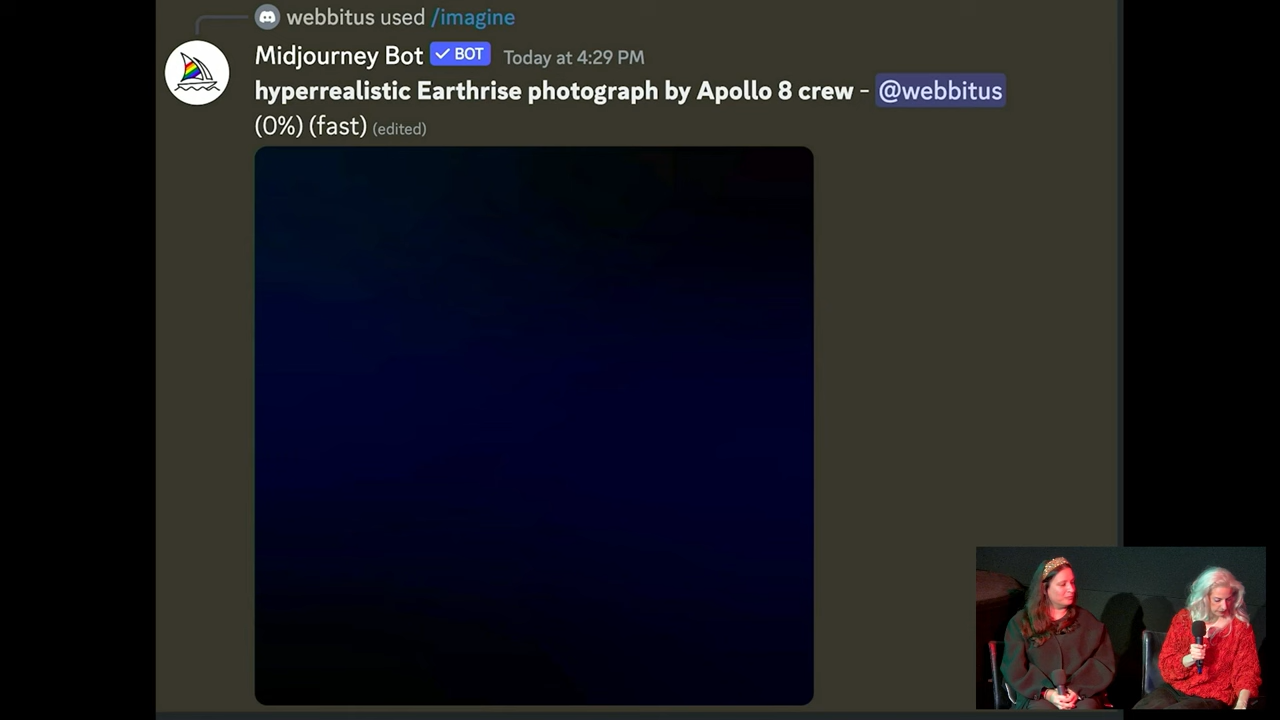 webbitus used /imagine
Midjourney Bot BOT Today at 4:29 PM
hyperrealistic Earthrise photograph by Apollo 8 crew - @webbitus
(0%) (fast) (edited)